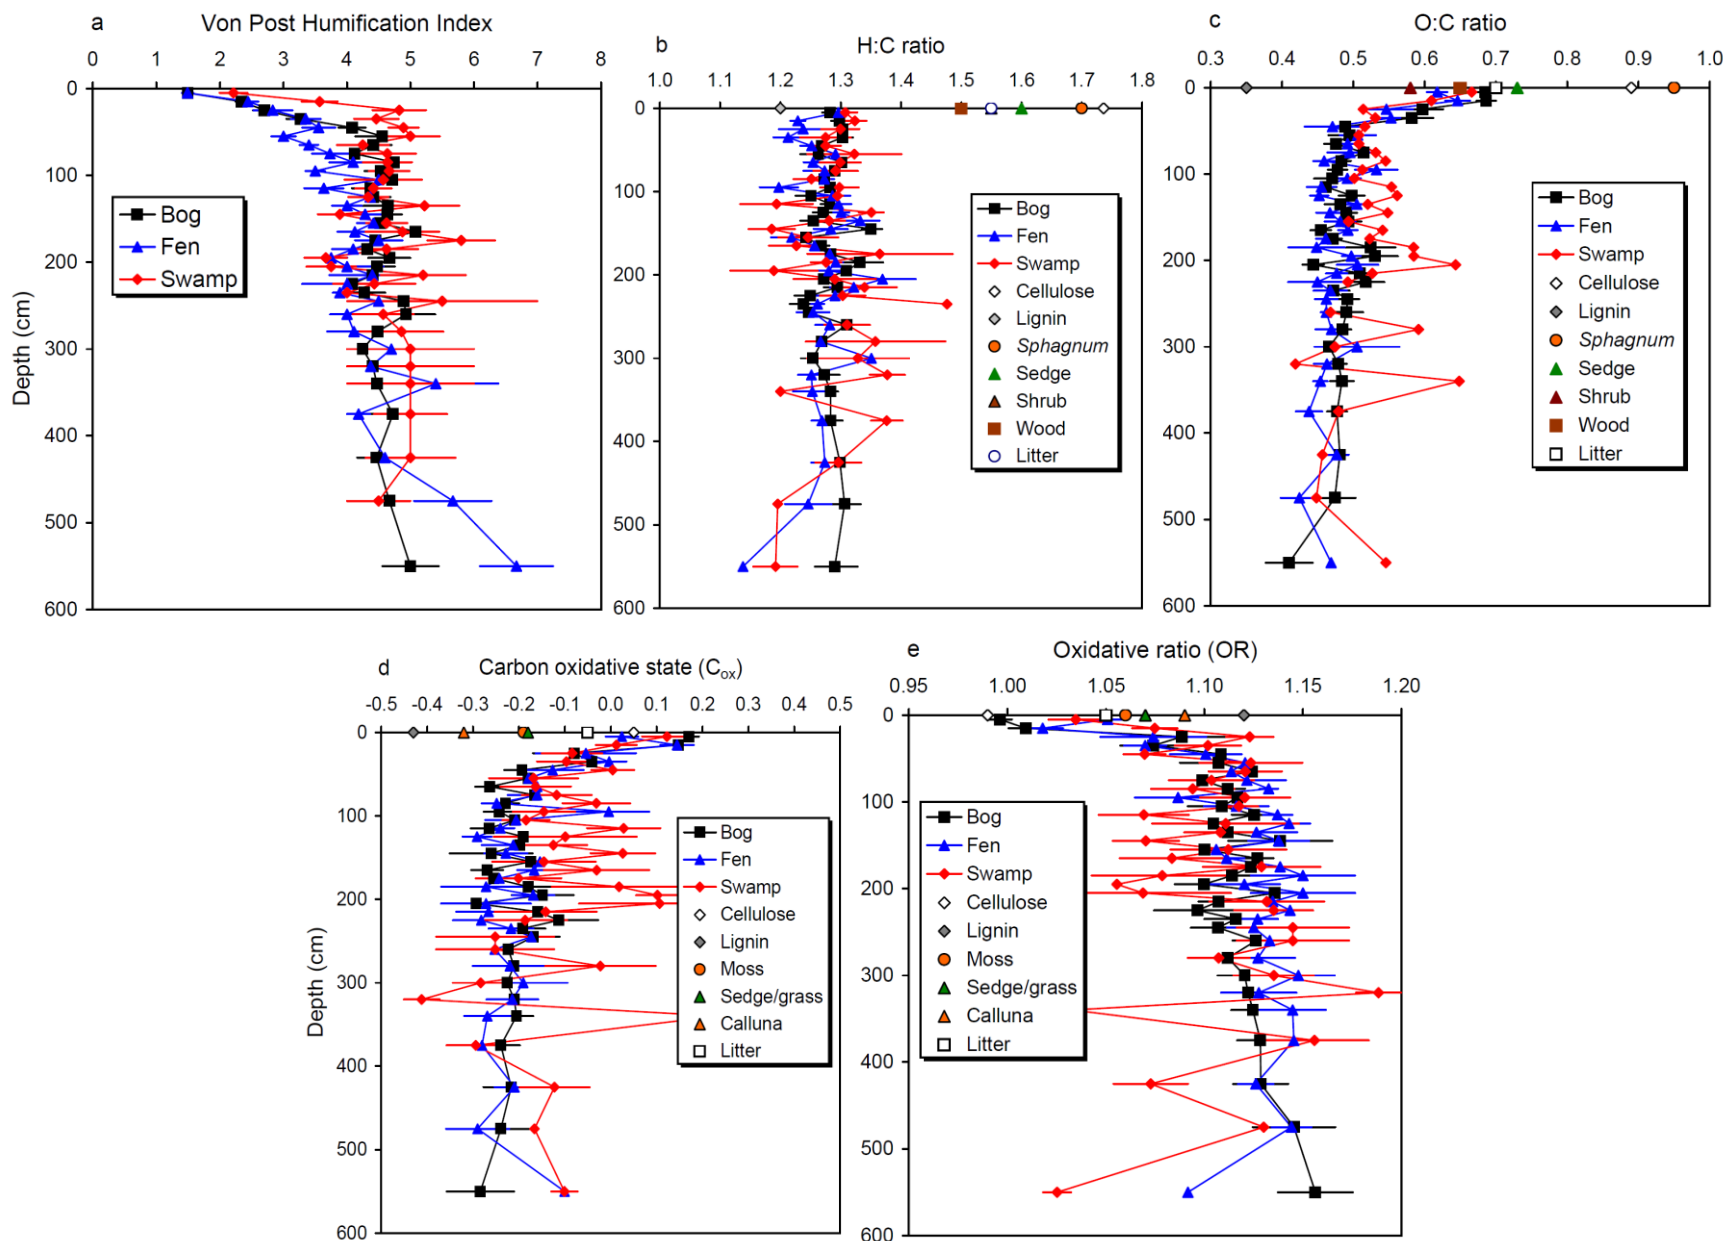 a
Von Post Humification Index
0 1 2 3 4 5 6 7 8
0
100
200
300
400
500
600
Depth (cm)
Bog
Fen
Swamp
b
H:C ratio
1.0 1.1 1.2 1.3 1.4 1.5 1.6 1.7 1.8
0
100
200
300
400
500
600
Bog
Fen
Swamp
Cellulose
Lignin
Sphagnum
Sedge
Shrub
Wood
Litter
c
O:C ratio
0.3 0.4 0.5 0.6 0.7 0.8 0.9 1.0
0
100
200
300
400
500
600
Bog
Fen
Swamp
Cellulose
Lignin
Sphagnum
Sedge
Shrub
Wood
Litter
d
Carbon oxidative state (Cox)
-0.5 -0.4 -0.3 -0.2 -0.1 0.0 0.1 0.2 0.3 0.4 0.5
0
100
200
300
400
500
600
Depth (cm)
Bog
Fen
Swamp
Cellulose
Lignin
Moss
Sedge/grass
Calluna
Litter
e
Oxidative ratio (OR)
0.95 1.00 1.05 1.10 1.15 1.20
0
100
200
300
400
500
600
Bog
Fen
Swamp
Cellulose
Lignin
Moss
Sedge/grass
Calluna
Litter